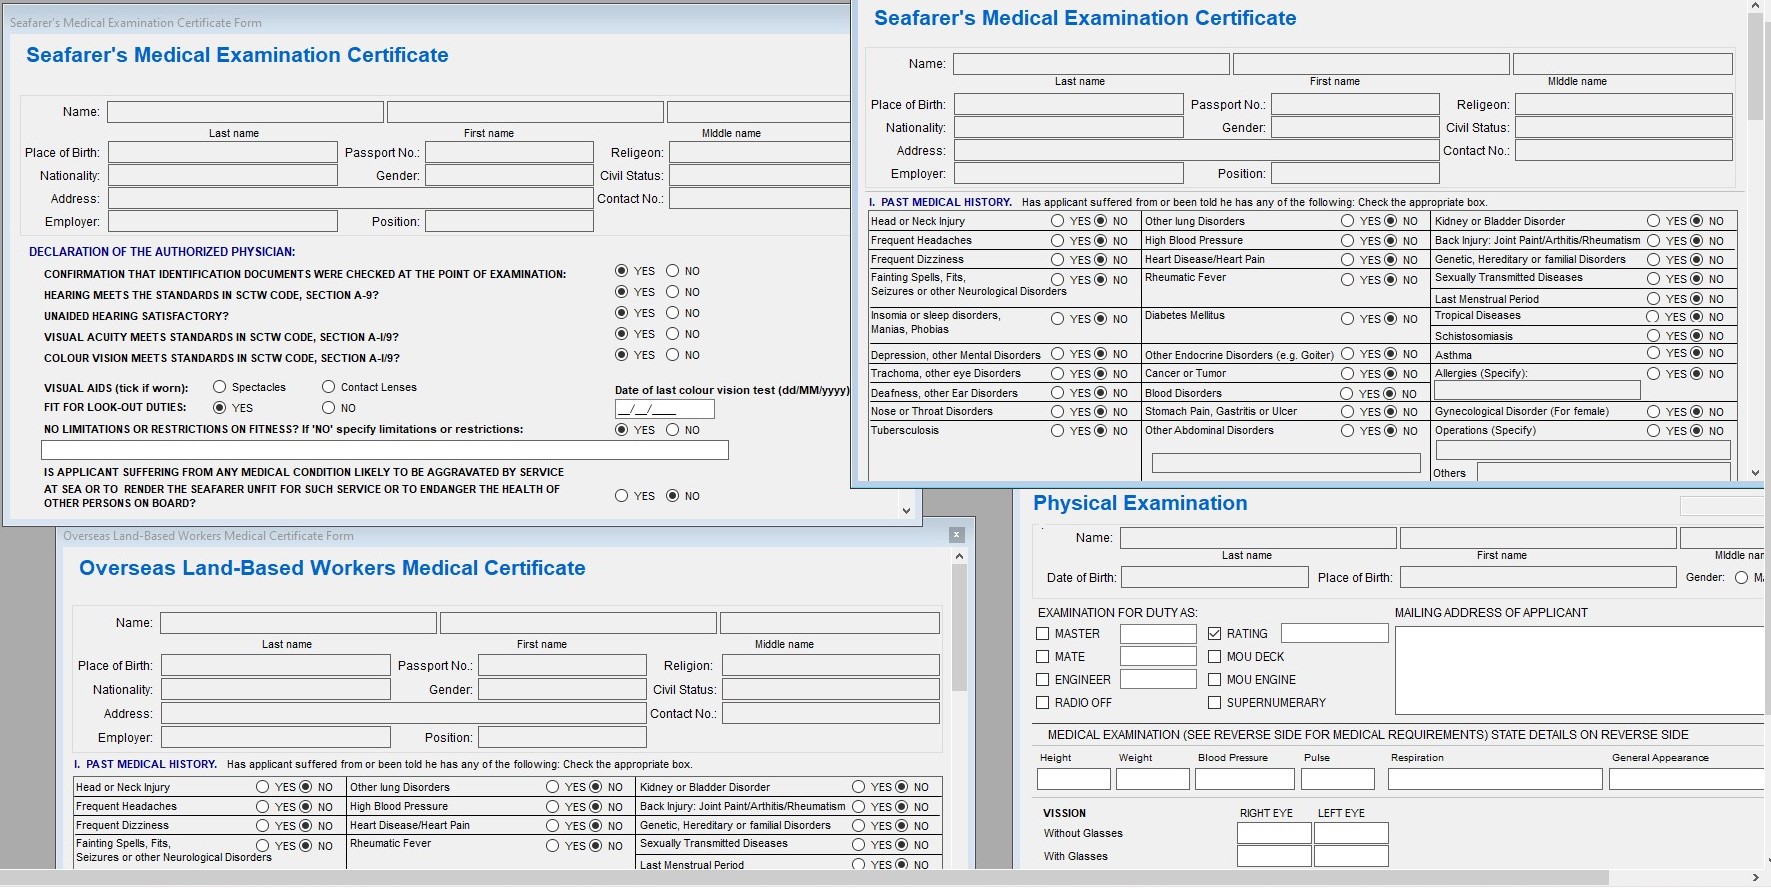 Seafarer's Medical Examination Certificate Form
Seafarer's Medical Examination Certificate
Name:
Last name First name MIddle name
Place of Birth: Passport No.: Religeon:
Nationality: Gender: Civil Status:
Address: Contact No.:
Employer: Position:
DECLARATION OF THE AUTHORIZED PHYSICIAN:
CONFIRMATION THAT IDENTIFICATION DOCUMENTS WERE CHECKED AT THE POINT OF EXAMINATION: YES NO
HEARING MEETS THE STANDARDS IN SCTW CODE, SECTION A-9? YES NO
UNAIDED HEARING SATISFACTORY? YES NO
VISUAL ACUITY MEETS STANDARDS IN SCTW CODE, SECTION A-I/9? YES NO
COLOUR VISION MEETS STANDARDS IN SCTW CODE, SECTION A-I/9? YES NO
VISUAL AIDS (tick if worn): Spectacles Contact Lenses
Date of last colour vision test (dd/MM/yyyy)
FIT FOR LOOK-OUT DUTIES: YES NO
__/__/____
NO LIMITATIONS OR RESTRICTIONS ON FITNESS? If 'NO' specify limitations or restrictions: YES NO
IS APPLICANT SUFFERING FROM ANY MEDICAL CONDITION LIKELY TO BE AGGRAVATED BY SERVICE
AT SEA OR TO RENDER THE SEAFARER UNFIT FOR SUCH SERVICE OR TO ENDANGER THE HEALTH OF
OTHER PERSONS ON BOARD? YES NO
Seafarer's Medical Examination Certificate
Name:
Last name First name MIddle name
Place of Birth: Passport No.: Religeon:
Nationality: Gender: Civil Status:
Address: Contact No.:
Employer: Position:
I. PAST MEDICAL HISTORY. Has applicant suffered from or been told he has any of the following: Check the appropriate box.
Head or Neck Injury YES NO Other lung Disorders YES NO Kidney or Bladder Disorder YES NO
Frequent Headaches YES NO High Blood Pressure YES NO Back Injury: Joint Paint/Arthitis/Rheumatism YES NO
Frequent Dizziness YES NO Heart Disease/Heart Pain YES NO Genetic, Hereditary or familial Disorders YES NO
Fainting Spells, Fits, YES NO Rheumatic Fever YES NO Sexually Transmitted Diseases YES NO
Seizures or other Neurological Disorders
Last Menstrual Period YES NO
Insomia or sleep disorders, YES NO Diabetes Mellitus YES NO Tropical Diseases YES NO
Manias, Phobias
Schistosomiasis YES NO
Depression, other Mental Disorders YES NO Other Endocrine Disorders (e.g. Goiter) YES NO Asthma YES NO
Trachoma, other eye Disorders YES NO Cancer or Tumor YES NO Allergies (Specify): YES NO
Deafness, other Ear Disorders YES NO Blood Disorders YES NO
Nose or Throat Disorders YES NO Stomach Pain, Gastritis or Ulcer YES NO Gynecological Disorder (For female) YES NO
Tubersculosis YES NO Other Abdominal Disorders YES NO Operations (Specify) YES NO
Others
Overseas Land-Based Workers Medical Certificate Form
Overseas Land-Based Workers Medical Certificate
Name:
Last name First name Middle name
Place of Birth: Passport No.: Religion:
Nationality: Gender: Civil Status:
Address: Contact No.:
Employer: Position:
I. PAST MEDICAL HISTORY. Has applicant suffered from or been told he has any of the following: Check the appropriate box.
Head or Neck Injury YES NO Other lung Disorders YES NO Kidney or Bladder Disorder YES NO
Frequent Headaches YES NO High Blood Pressure YES NO Back Injury: Joint Paint/Arthitis/Rheumatism YES NO
Frequent Dizziness YES NO Heart Disease/Heart Pain YES NO Genetic, Hereditary or familial Disorders YES NO
Fainting Spells, Fits, YES NO Rheumatic Fever YES NO Sexually Transmitted Diseases YES NO
Seizures or other Neurological Disorders
Last Menstrual Period YES NO
Physical Examination
Name:
Last name First name MIddle nar
Date of Birth: Place of Birth: Gender:
EXAMINATION FOR DUTY AS: MAILING ADDRESS OF APPLICANT
MASTER RATING
MATE MOU DECK
ENGINEER MOU ENGINE
RADIO OFF SUPERNUMERARY
MEDICAL EXAMINATION (SEE REVERSE SIDE FOR MEDICAL REQUIREMENTS) STATE DETAILS ON REVERSE SIDE
Height Weight Blood Pressure Pulse Respiration General Appearance
VISSION RIGHT EYE LEFT EYE
Without Glasses
With Glasses